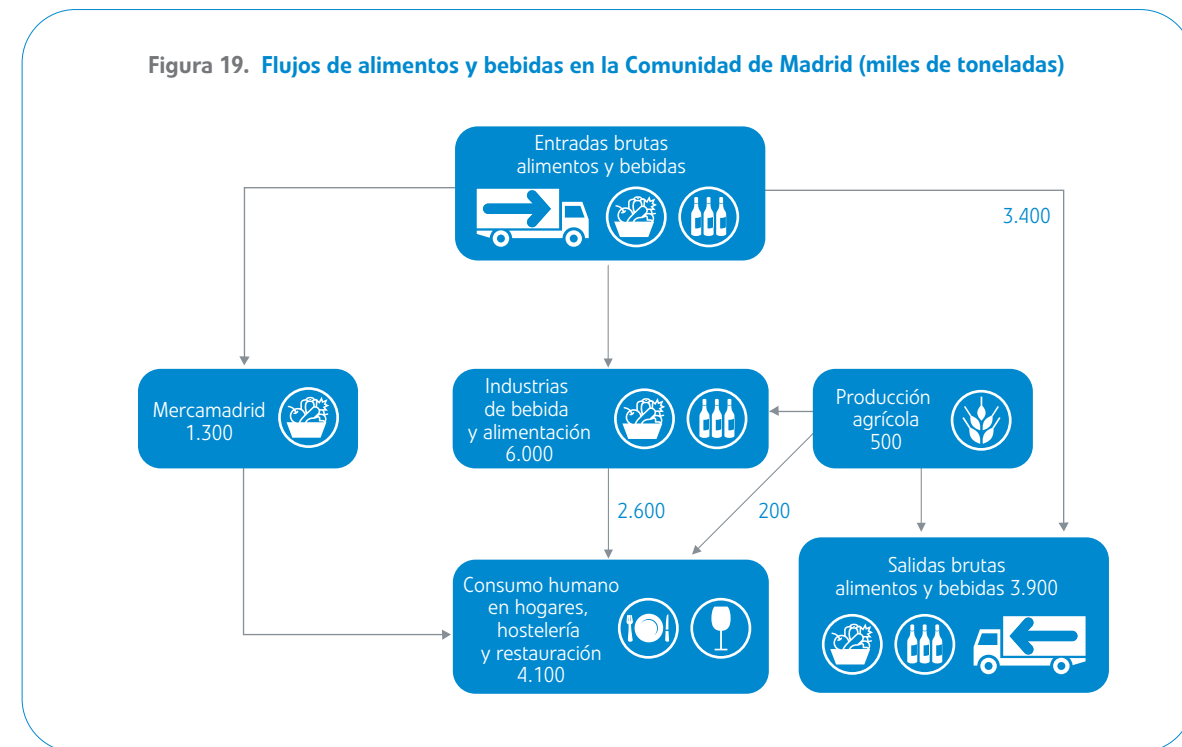 Figura 19. Flujos de alimentos y bebidas en la Comunidad de Madrid (miles de toneladas)
Entradas brutas
alimentos y bebidas
3.400
Mercamadrid
1.300
Industrias
de bebida
y alimentación
6.000
Producción
agrícola
500
2.600
200
Consumo humano
en hogares,
hostelería
y restauración
4.100
Salidas brutas
alimentos y bebidas 3.900